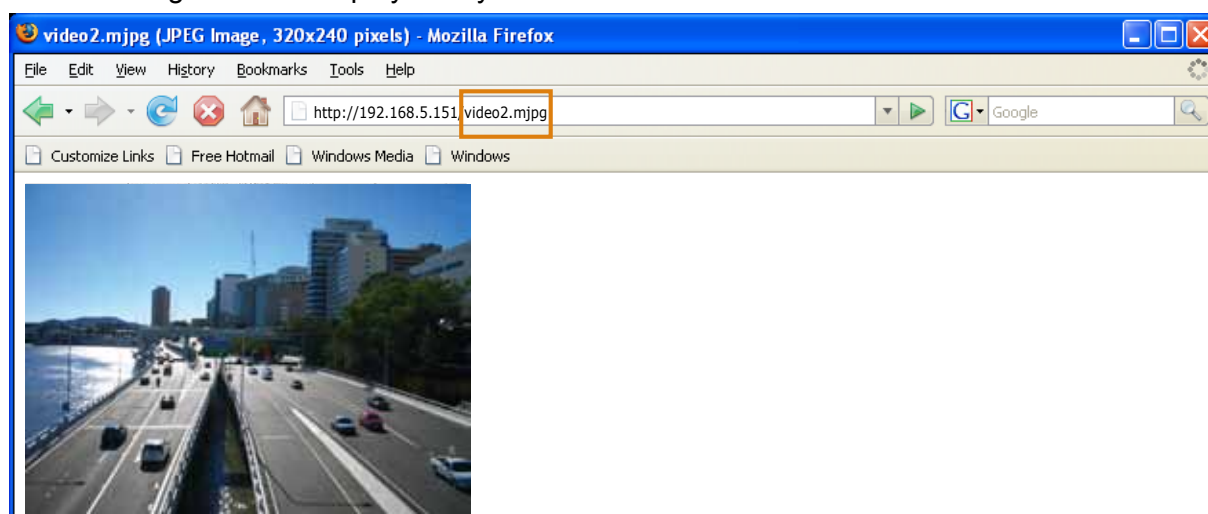 video2.mjpg (JPEG Image, 320x240 pixels) - Mozilla Firefox
File Edit View History Bookmarks Tools Help
http://192.168.5.151/video2.mjpg G Google
Customize Links Free Hotmail Windows Media Windows